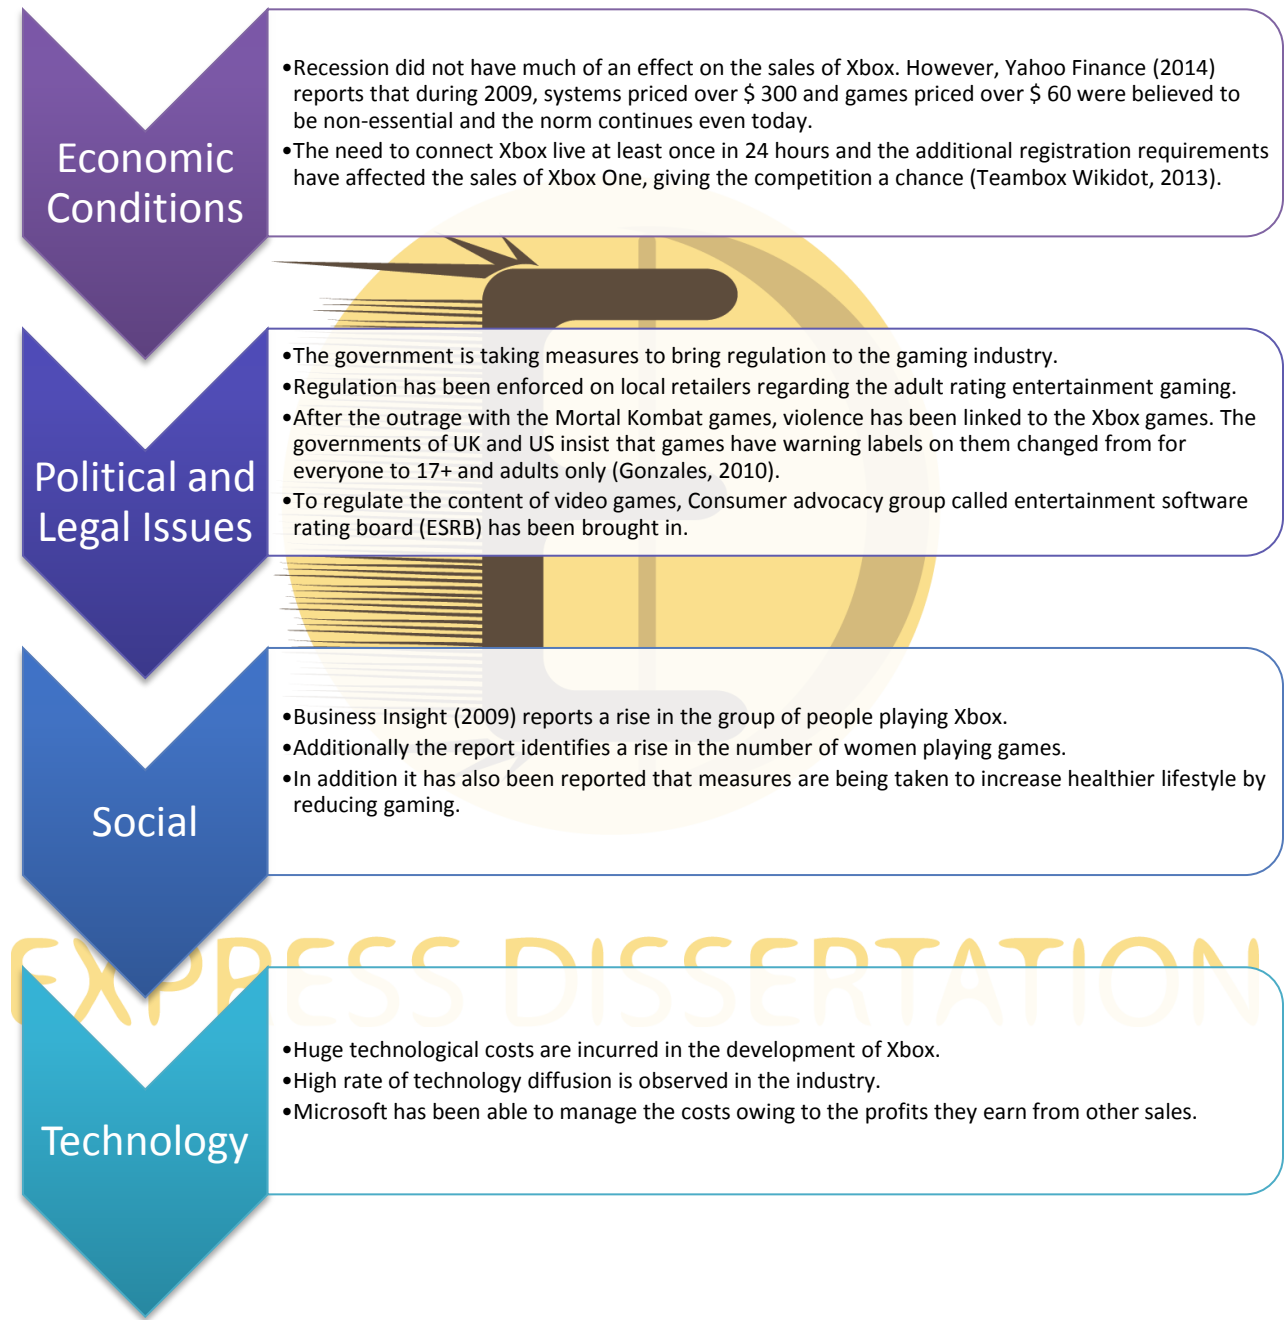 Economic
Conditions
•Recession did not have much of an effect on the sales of Xbox. However, Yahoo Finance (2014)
reports that during 2009, systems priced over $ 300 and games priced over $ 60 were believed to
be non-essential and the norm continues even today.
•The need to connect Xbox live at least once in 24 hours and the additional registration requirements
have affected the sales of Xbox One, giving the competition a chance (Teambox Wikidot, 2013).
Political and
Legal Issues
•The government is taking measures to bring regulation to the gaming industry.
•Regulation has been enforced on local retailers regarding the adult rating entertainment gaming.
•After the outrage with the Mortal Kombat games, violence has been linked to the Xbox games. The
governments of UK and US insist that games have warning labels on them changed from for
everyone to 17+ and adults only (Gonzales, 2010).
•To regulate the content of video games, Consumer advocacy group called entertainment software
rating board (ESRB) has been brought in.
Social
•Business Insight (2009) reports a rise in the group of people playing Xbox.
•Additionally the report identifies a rise in the number of women playing games.
•In addition it has also been reported that measures are being taken to increase healthier lifestyle by
reducing gaming.
EXPRESS DISSERTATION
Technology
•Huge technological costs are incurred in the development of Xbox.
•High rate of technology diffusion is observed in the industry.
•Microsoft has been able to manage the costs owing to the profits they earn from other sales.